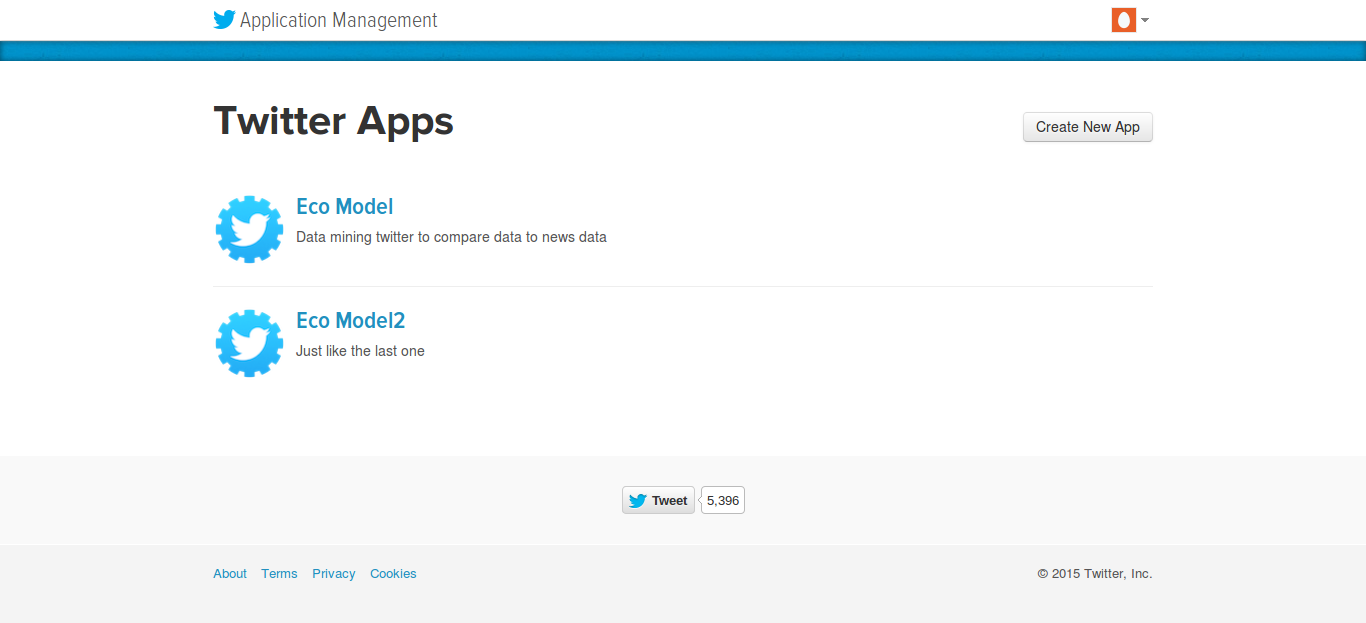 Application Management
Twitter Apps
Create New App
Eco Model
Data mining twitter to compare data to news data
Eco Model2
Just like the last one
Tweet 5,396
About Terms Privacy Cookies
© 2015 Twitter, Inc.